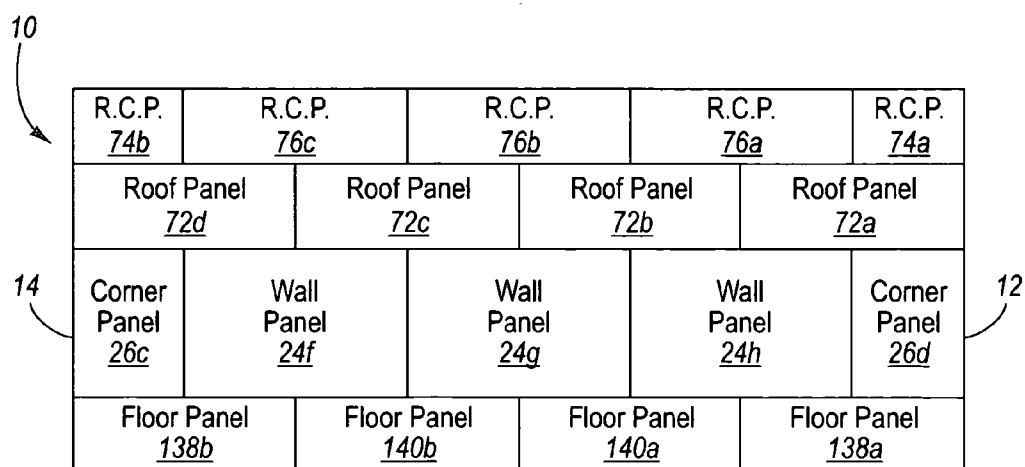 10
R.C.P. R.C.P. R.C.P. R.C.P. R.C.P.
74b 76c 76b 76a 74a
Roof Panel Roof Panel Roof Panel Roof Panel
72d 72c 72b 72a
14 12
Corner Wall Wall Wall Corner
Panel Panel Panel Panel Panel
26c 24f 24g 24h 26d
Floor Panel Floor Panel Floor Panel Floor Panel
138b 140b 140a 138a